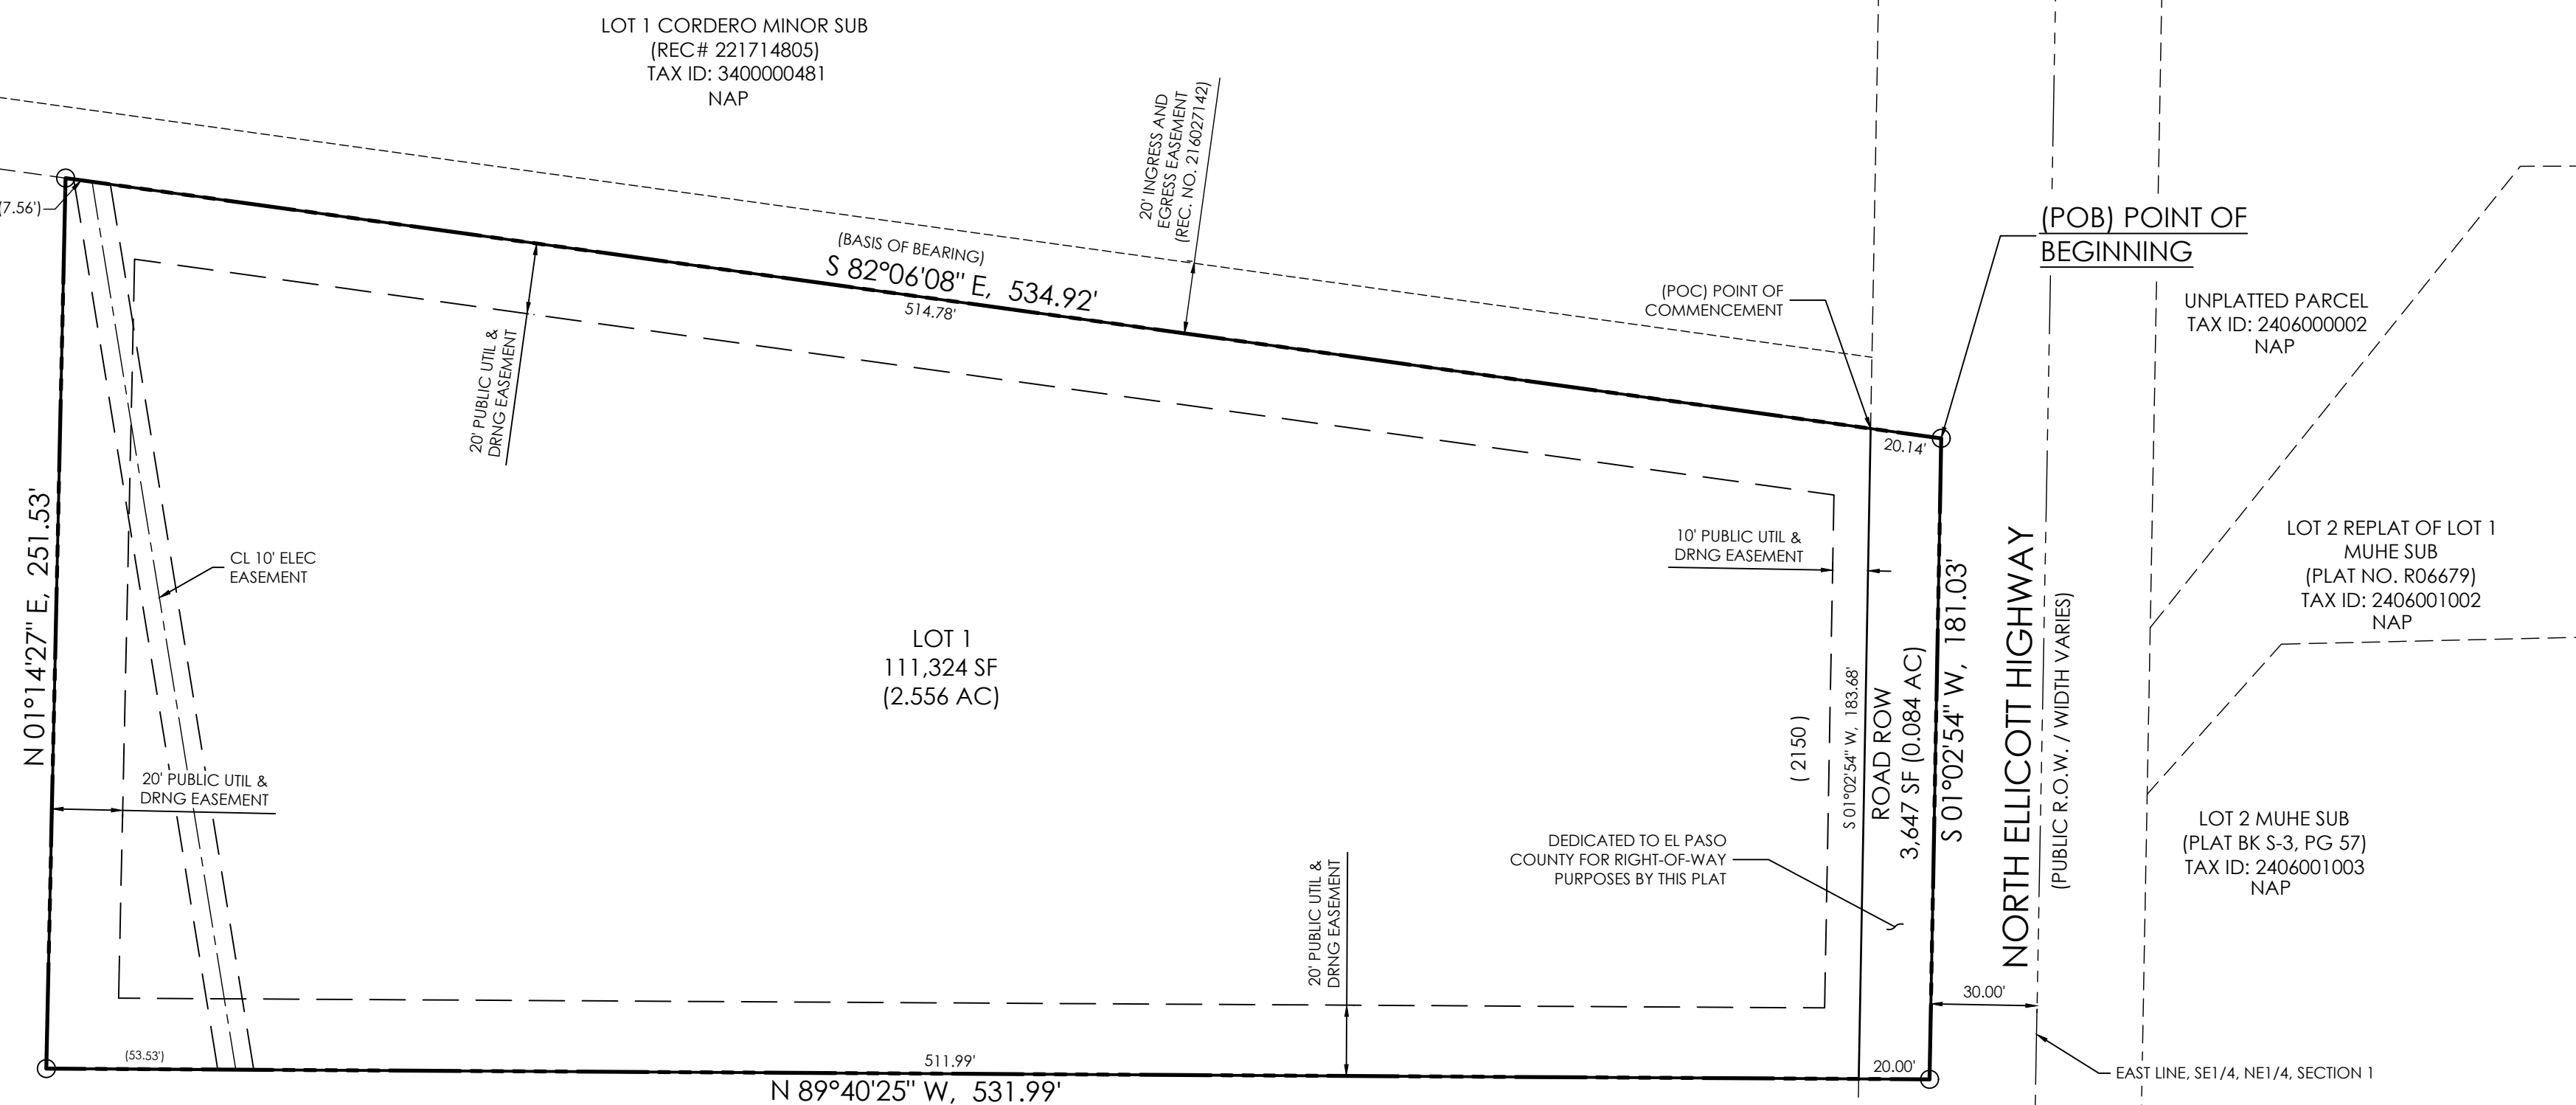 LOT 1 CORDERO MINOR SUB
(REC# 221714805)
TAX ID: 3400000481
NAP
20' INGRESS AND
EGRESS EASEMENT
(REC. NO. 216027142)
(7.56')
(BASIS OF BEARING)
S 82°06'08" E, 534.92'
514.78'
20' PUBLIC UTIL &
DRNG EASEMENT
(POC) POINT OF
COMMENCEMENT
(POB) POINT OF
BEGINNING
20.14'
UNPLATTED PARCEL
TAX ID: 2406000002
NAP
N 01°14'27" E, 251.53'
CL 10' ELEC
EASEMENT
20' PUBLIC UTIL &
DRNG EASEMENT
LOT 1
111,324 SF
(2.556 AC)
10' PUBLIC UTIL &
DRNG EASEMENT
( 2150 )
S 01°02'54" W, 183.68'
ROAD ROW
3,647 SF (0.084 AC)
S 01°02'54" W, 181.03'
NORTH ELLICOTT HIGHWAY
(PUBLIC R.O.W. / WIDTH VARIES)
LOT 2 REPLAT OF LOT 1
MUHE SUB
(PLAT NO. R06679)
TAX ID: 2406001002
NAP
LOT 2 MUHE SUB
(PLAT BK S-3, PG 57)
TAX ID: 2406001003
NAP
DEDICATED TO EL PASO
COUNTY FOR RIGHT-OF-WAY
PURPOSES BY THIS PLAT
20' PUBLIC UTIL &
DRNG EASEMENT
30.00'
(53.53')
511.99'
20.00'
N 89°40'25" W, 531.99'
EAST LINE, SE1/4, NE1/4, SECTION 1